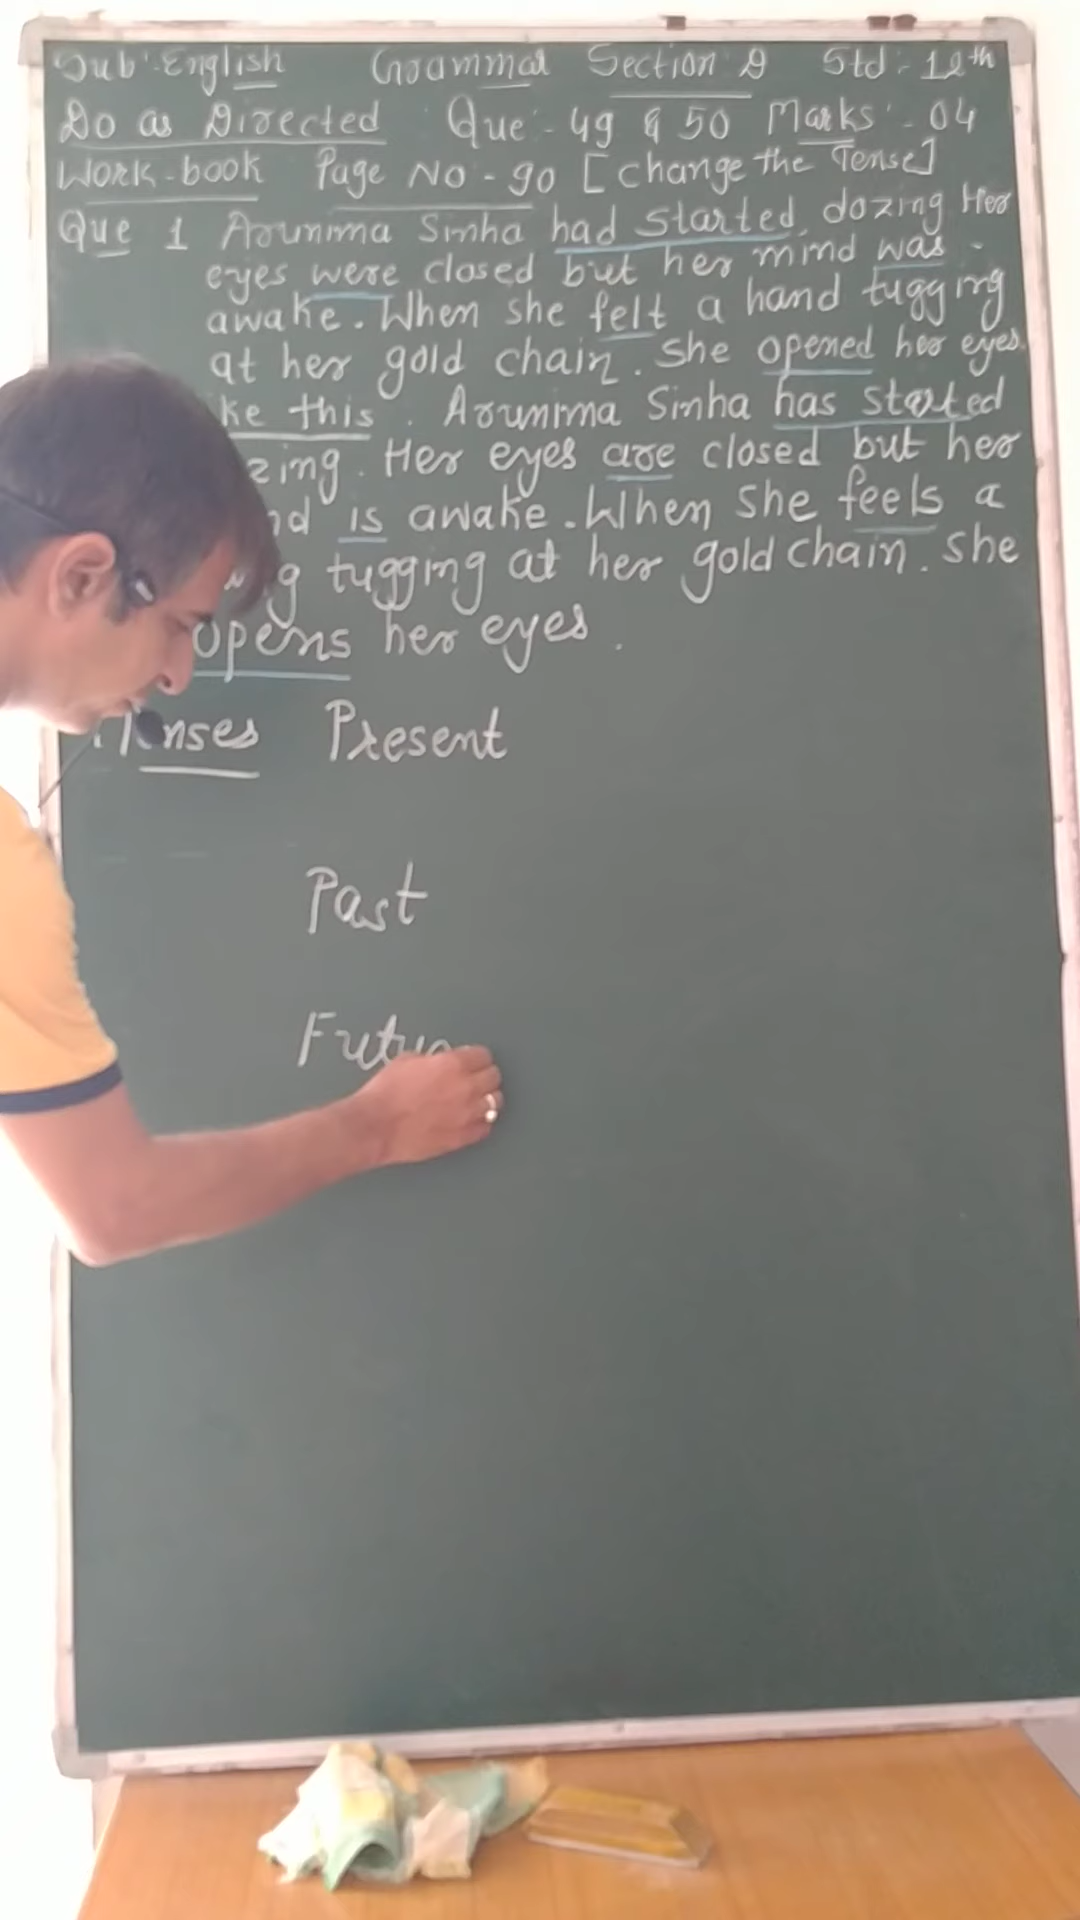 Sub - English Grammar Section D Std - 12th
Do as Directed Que - 49 & 50 Marks - 04
Work-book Page No - 90 [change the Tense]
Que 1 Arunima Sinha had started dozing Her
eyes were closed but her mind was
awake. When she felt a hand tugging
at her gold chain. She opened her eyes.
ke this. Arunima Sinha has started
zing. Her eyes are closed but her
nd is awake. When she feels a
g tugging at her gold chain. she
opens her eyes.
Tenses Present
Past
Futu